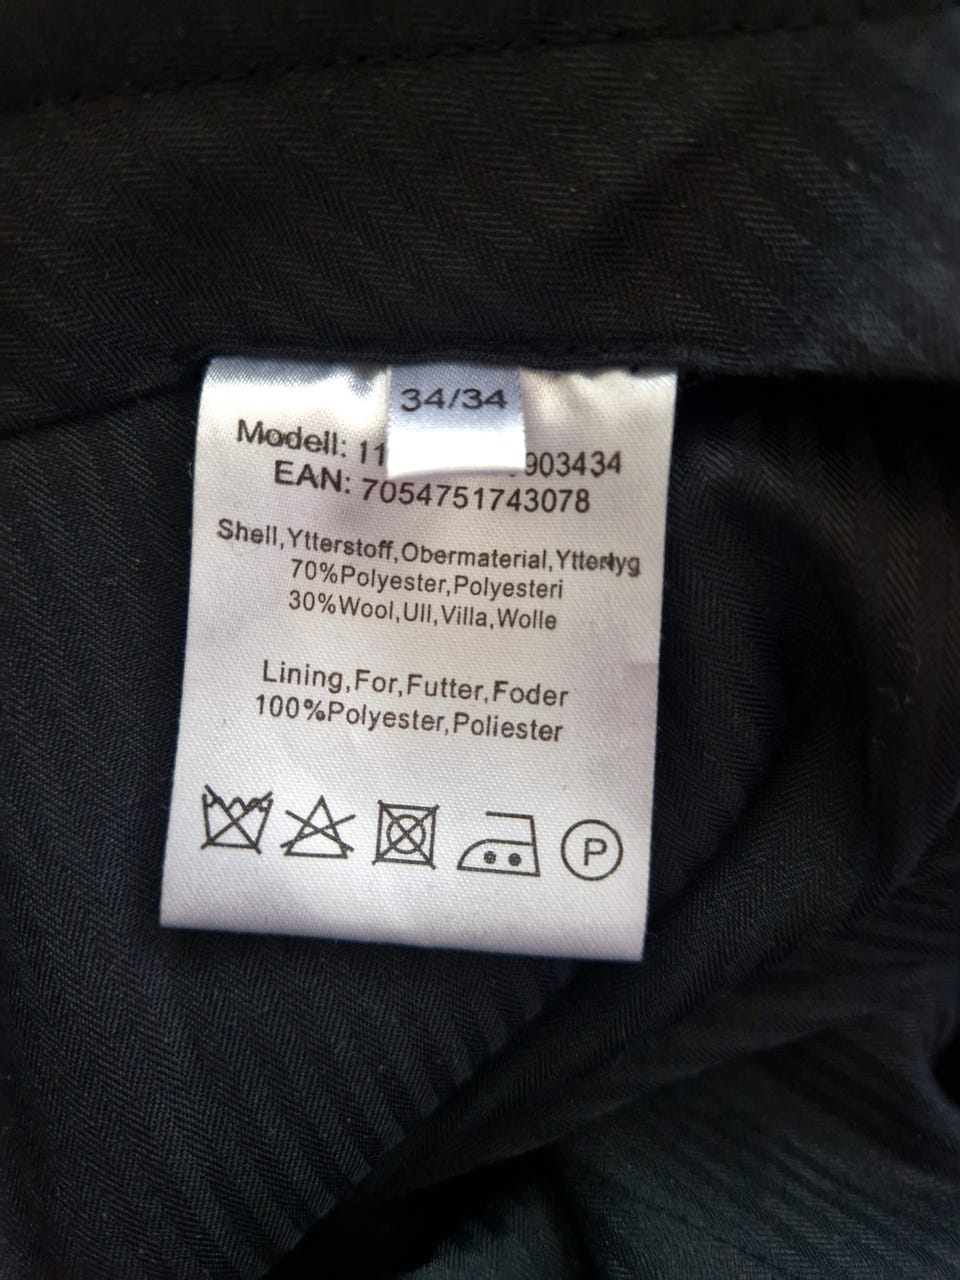 34/34
Modell: 11 903434
EAN: 7054751743078
Shell,Ytterstoff,Obermaterial,Yttertyg
70%Polyester,Polyesteri
30%Wool,Ull,Villa,Wolle
Lining,For,Futter,Foder
100%Polyester,Poliester
P